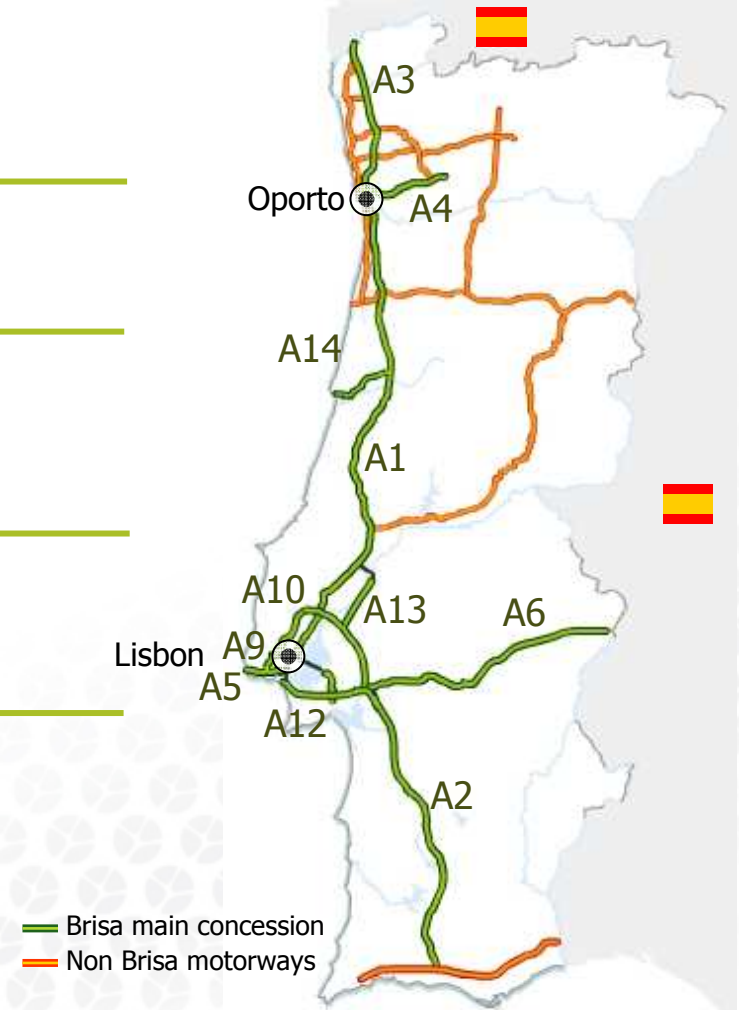 A3
Oporto
A4
A14
A1
A10
A13
A6
Lisbon
A9
A5
A12
A2
Brisa main concession
Non Brisa motorways